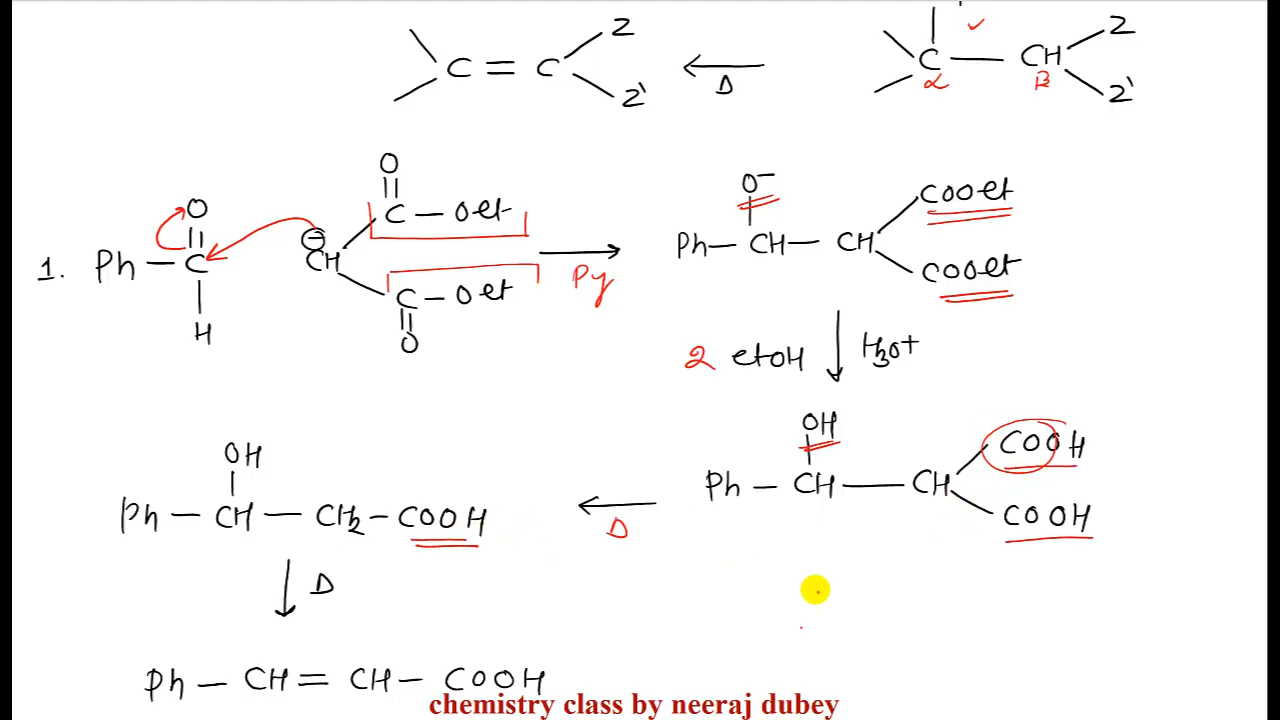 Z Z
C = C ← C — CH
Δ α β
Z' Z'
O
||
O C — Oet O⁻ COOet
1. Ph — C ⊖CH → Ph — CH — CH
Py COOet
H C — Oet
||
O
2 etOH ↓ H3O+
OH OH COOH
Ph — CH — CH2 — COOH ← Ph — CH — CH
Δ COOH
↓ Δ
Ph — CH = CH — COOH
chemistry class by neeraj dubey